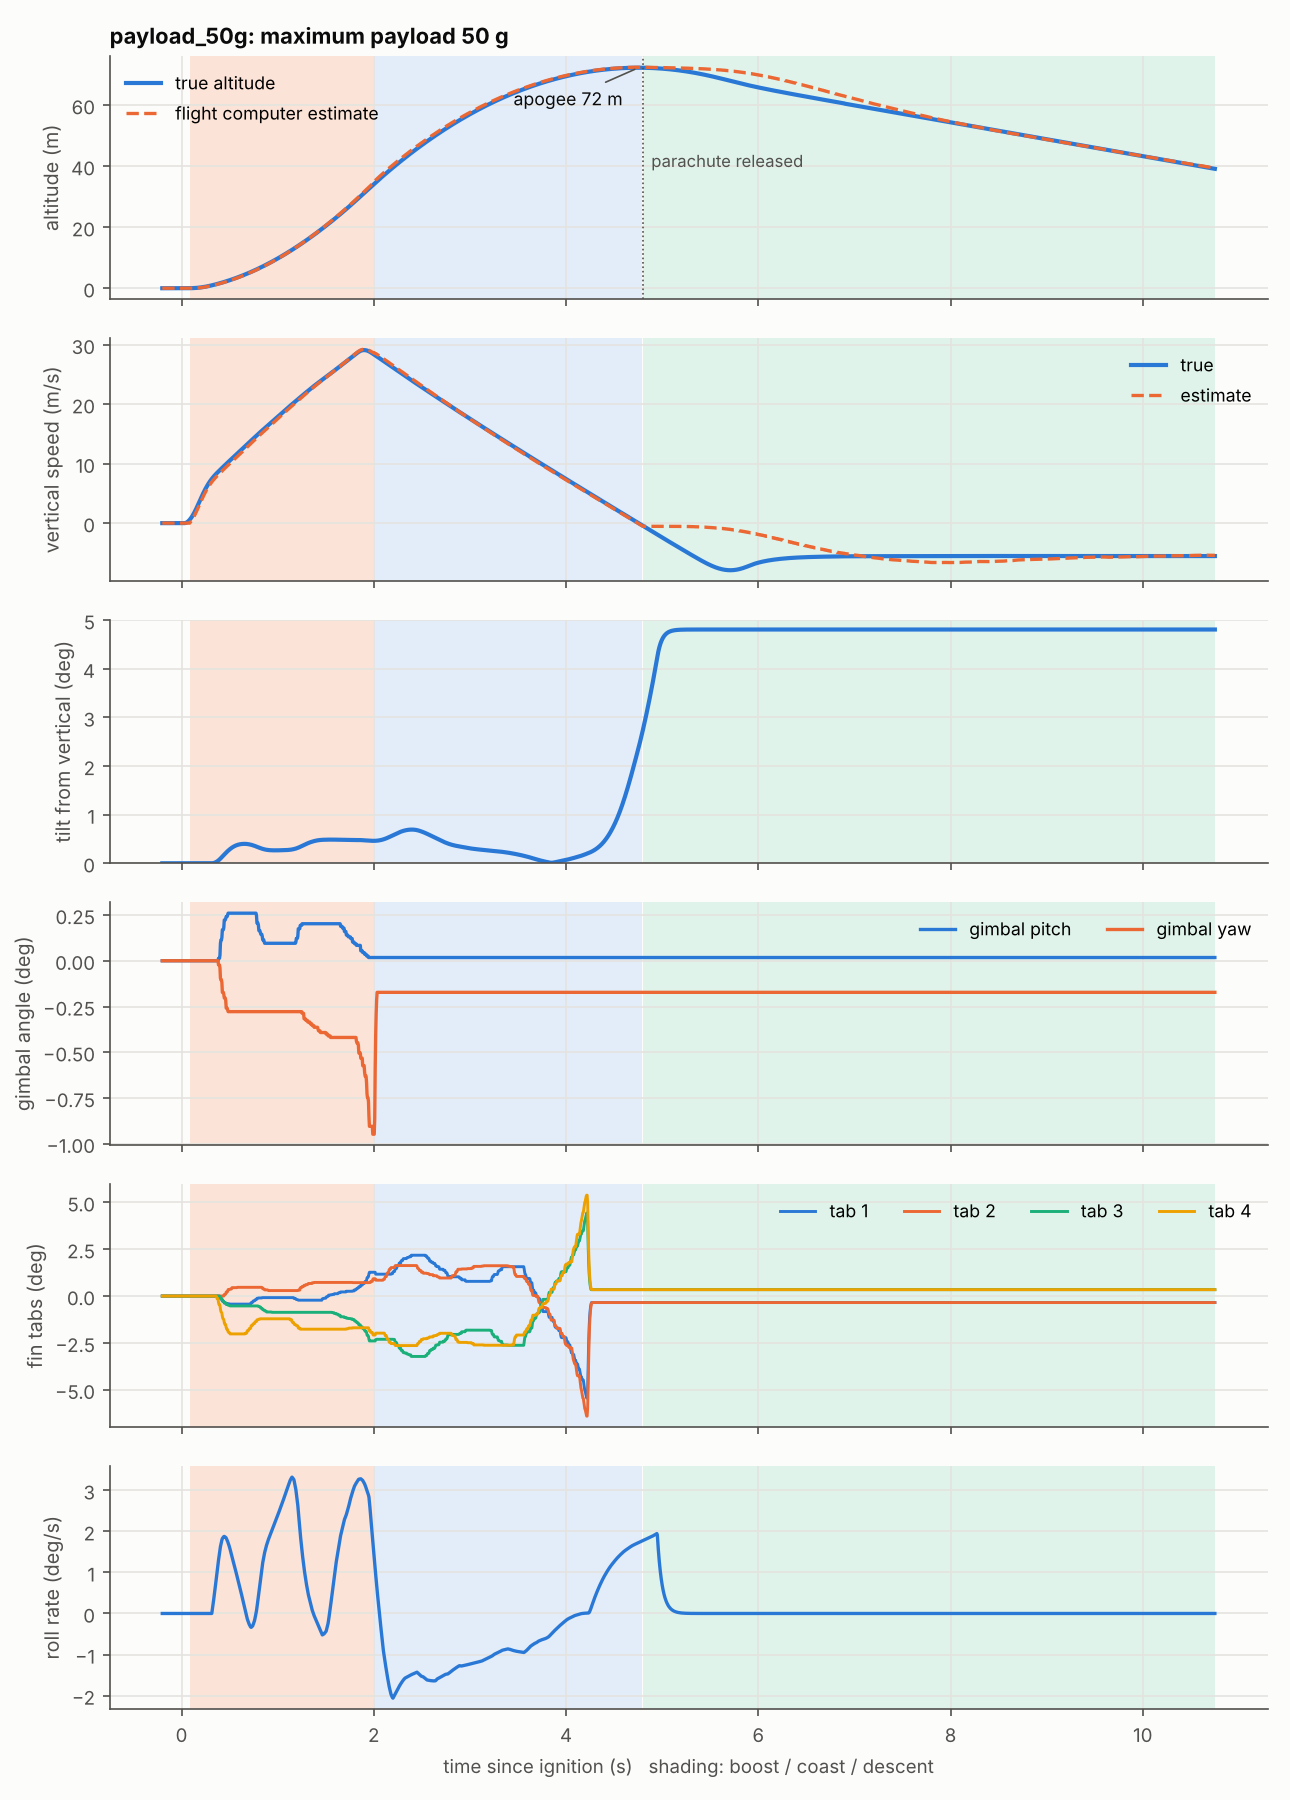 payload_50g: maximum payload 50 g
true altitude
flight computer estimate
apogee 72 m
parachute released
altitude (m)
60
40
20
0
true
estimate
vertical speed (m/s)
30
20
10
0
tilt from vertical (deg)
5
4
3
2
1
0
gimbal pitch
gimbal yaw
gimbal angle (deg)
0.25
0.00
−0.25
−0.50
−0.75
−1.00
tab 1
tab 2
tab 3
tab 4
fin tabs (deg)
5.0
2.5
0.0
−2.5
−5.0
roll rate (deg/s)
3
2
1
0
−1
−2
0 2 4 6 8 10
time since ignition (s) shading: boost / coast / descent